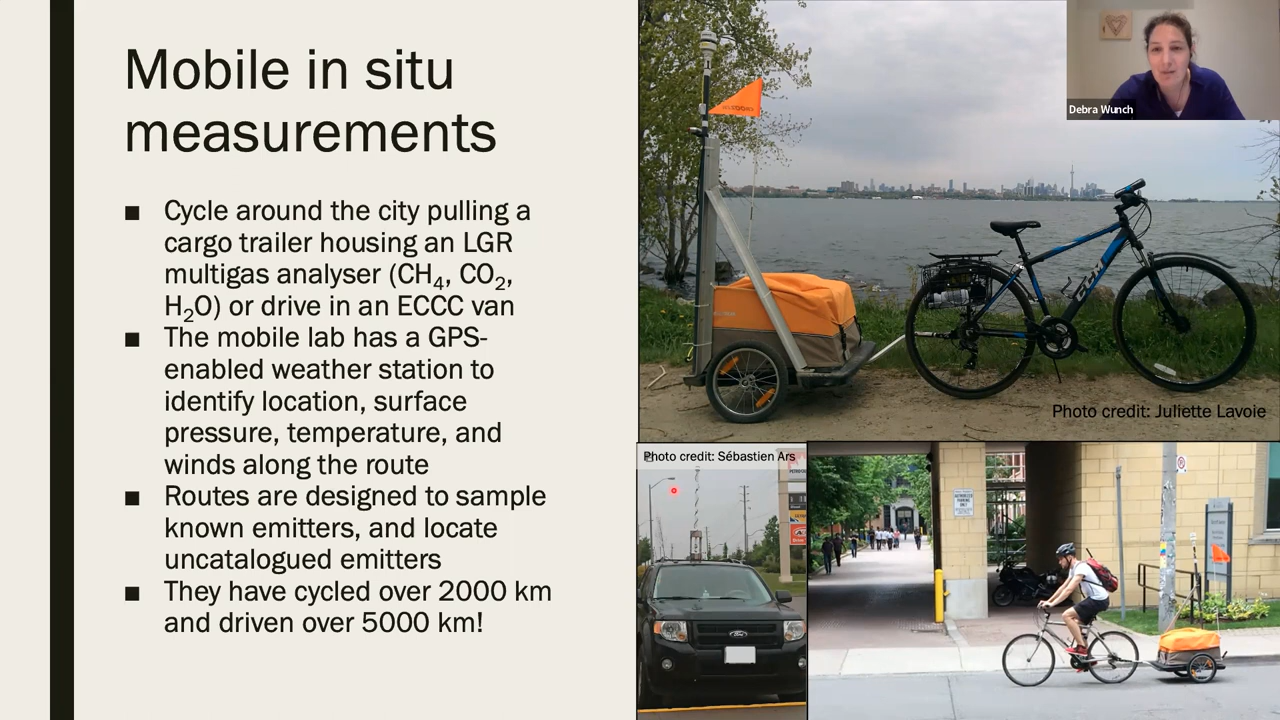 Mobile in situ
measurements
■ Cycle around the city pulling a
cargo trailer housing an LGR
multigas analyser (CH₄, CO₂,
H₂O) or drive in an ECCC van
■ The mobile lab has a GPS-
enabled weather station to
identify location, surface
pressure, temperature, and
winds along the route
■ Routes are designed to sample
known emitters, and locate
uncatalogued emitters
■ They have cycled over 2000 km
and driven over 5000 km!
Debra Wunch
GCM
Photo credit: Juliette Lavoie
Photo credit: Sébastien Ars
Ford